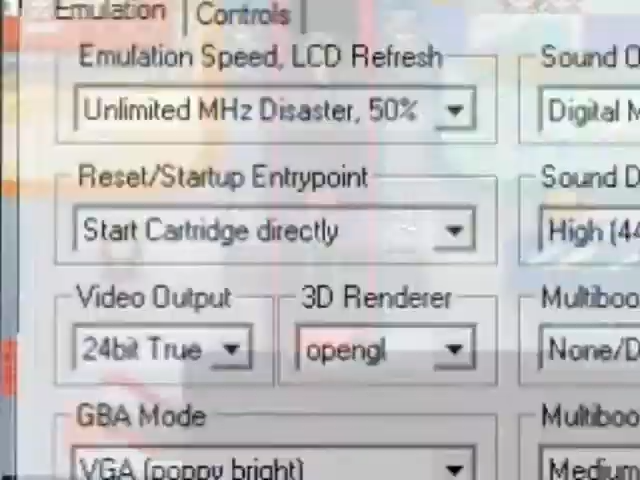 Emulation Controls
Emulation Speed, LCD Refresh
Sound O
Unlimited MHz Disaster, 50%
Digital M
Reset/Startup Entrypoint
Sound D
Start Cartridge directly
High (44
Video Output
3D Renderer
Multiboo
24bit True
opengl
None/D
GBA Mode
Multiboo
VGA (poppy bright)
Medium